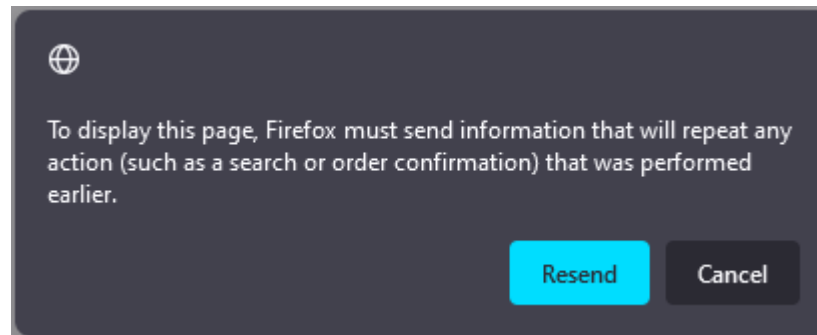 To display this page, Firefox must send information that will repeat any
action (such as a search or order confirmation) that was performed
earlier.
Resend Cancel